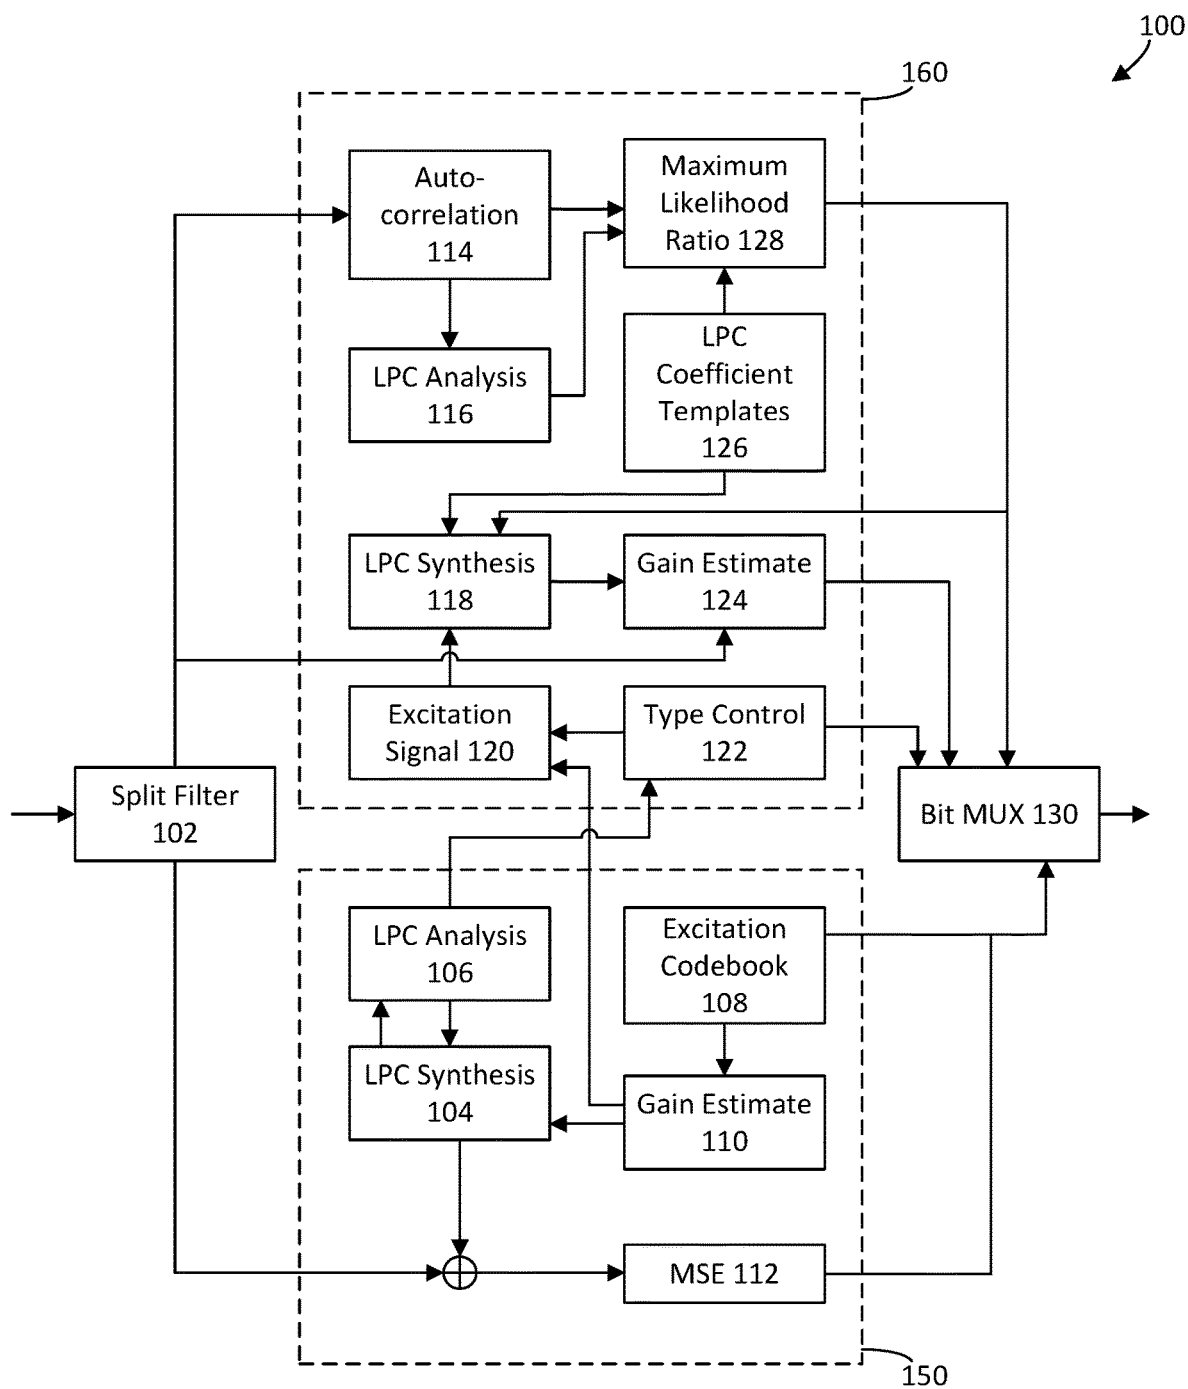 100
160
Auto-
correlation
114
Maximum
Likelihood
Ratio 128
LPC Analysis
116
LPC
Coefficient
Templates
126
LPC Synthesis
118
Gain Estimate
124
Excitation
Signal 120
Type Control
122
Split Filter
102
Bit MUX 130
LPC Analysis
106
Excitation
Codebook
108
LPC Synthesis
104
Gain Estimate
110
MSE 112
150